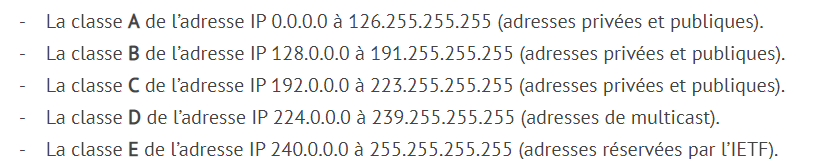 - La classe A de l’adresse IP 0.0.0.0 à 126.255.255.255 (adresses privées et publiques).
- La classe B de l’adresse IP 128.0.0.0 à 191.255.255.255 (adresses privées et publiques).
- La classe C de l’adresse IP 192.0.0.0 à 223.255.255.255 (adresses privées et publiques).
- La classe D de l’adresse IP 224.0.0.0 à 239.255.255.255 (adresses de multicast).
- La classe E de l’adresse IP 240.0.0.0 à 255.255.255.255 (adresses réservées par l’IETF).